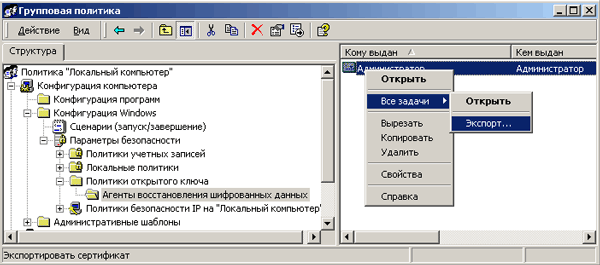 Групповая политика
Действие Вид
Структура
Политика "Локальный компьютер"
Конфигурация компьютера
Конфигурация программ
Конфигурация Windows
Сценарии (запуск/завершение)
Параметры безопасности
Политики учетных записей
Локальные политики
Политики открытого ключа
Агенты восстановления шифрованных данных
Политики безопасности IP на "Локальный компьютер"
Административные шаблоны
Кому выдан Кем выдан
Администратор Администратор
Открыть
Все задачи
Вырезать
Копировать
Удалить
Свойства
Справка
Открыть
Экспорт...
Экспортировать сертификат